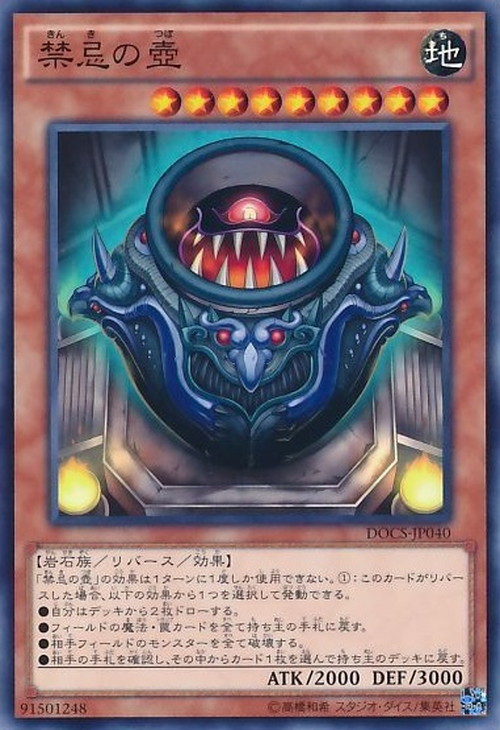 禁忌の壺
地
DOCS-JP040
【岩石族／リバース／効果】
「禁忌の壺」の効果は1ターンに1度しか使用できない。①：このカードがリバ
ースした場合、以下の効果から1つを選択して発動できる。
●自分はデッキから2枚ドローする。
●フィールドの魔法・罠カードを全て持ち主の手札に戻す。
●相手フィールドのモンスターを全て破壊する。
●相手の手札を確認し、その中からカード1枚を選んで持ち主のデッキに戻す。
ATK/2000 DEF/3000
91501248
©高橋和希 スタジオ・ダイス/集英社